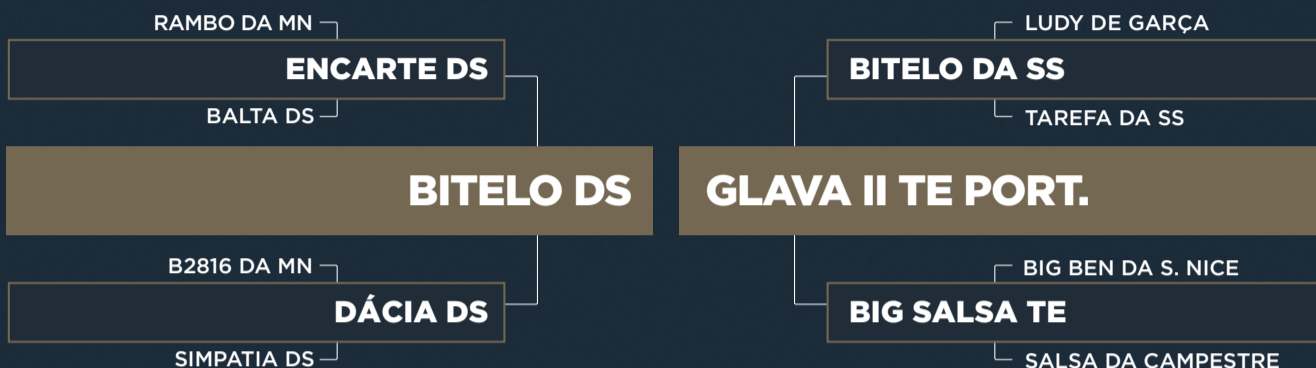 RAMBO DA MN
ENCARTE DS
BALTA DS
BITELO DS
B2816 DA MN
DÁCIA DS
SIMPATIA DS
LUDY DE GARÇA
BITELO DA SS
TAREFA DA SS
GLAVA II TE PORT.
BIG BEN DA S. NICE
BIG SALSA TE
SALSA DA CAMPESTRE